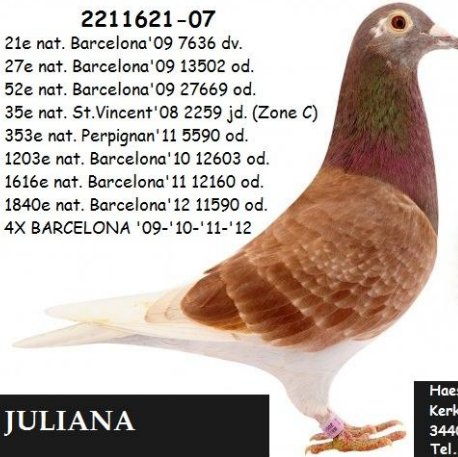 2211621-07
21e nat. Barcelona'09 7636 dv.
27e nat. Barcelona'09 13502 od.
52e nat. Barcelona'09 27669 od.
35e nat. St.Vincent'08 2259 jd. (Zone C)
353e nat. Perpignan'11 5590 od.
1203e nat. Barcelona'10 12603 od.
1616e nat. Barcelona'11 12160 od.
1840e nat. Barcelona'12 11590 od.
4X BARCELONA '09-'10-'11-'12
JULIANA
Haes
Kerk
3440
Tel.